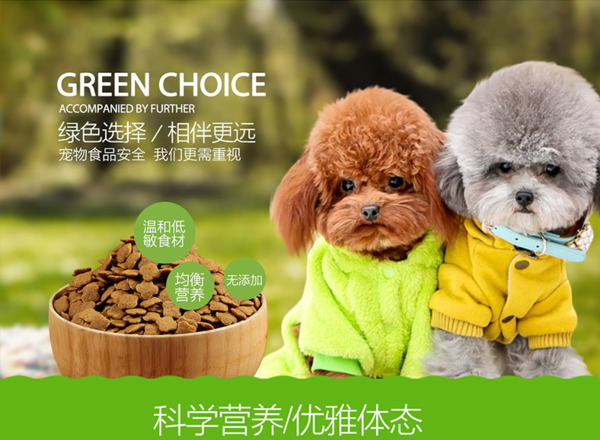 GREEN CHOICE
ACCOMPANIED BY FURTHER
绿色选择 / 相伴更远
宠物食品安全 我们更需重视
温和低
敏食材
均衡
营养
无添加
科学营养/优雅体态